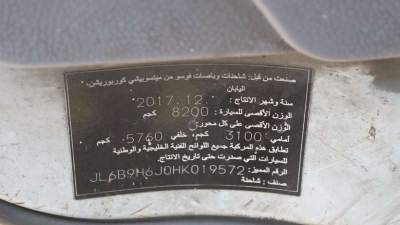 صنعت من قبل: شاحنات وباصات فوسو من ميتسوبيشي كوربوريشن،
اليابان
سنة وشهر الانتاج : 2017.12
الوزن الأقصى للسيارة : 8200 كجم
الوزن الأقصى على كل محور:
أمامي 3100 كجم، خلفي 5760 كجم
تطابق هذه المركبة جميع اللوائح الفنية الخليجية والوطنية
للسيارات التي صدرت حتى تاريخ الانتاج.
الرقم المميز: JL6B9H6J0HK019572
صنف : شاحنة